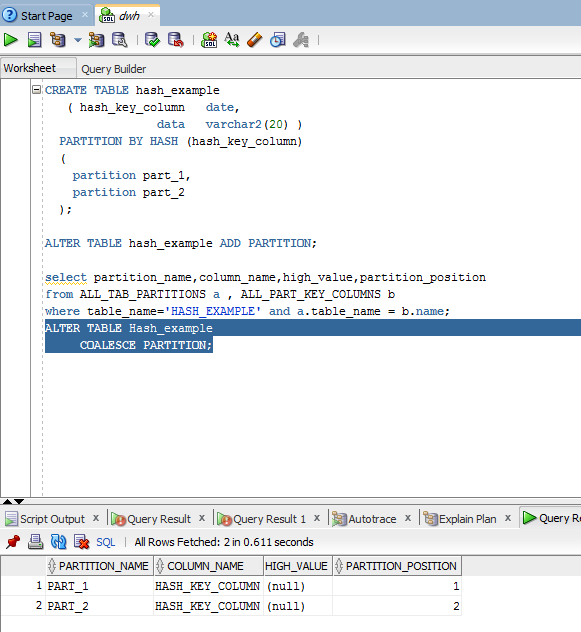 Start Page
dwh
Worksheet Query Builder
CREATE TABLE hash_example
( hash_key_column date,
data varchar2(20) )
PARTITION BY HASH (hash_key_column)
(
partition part_1,
partition part_2
);
ALTER TABLE hash_example ADD PARTITION;
select partition_name,column_name,high_value,partition_position
from ALL_TAB_PARTITIONS a , ALL_PART_KEY_COLUMNS b
where table_name='HASH_EXAMPLE' and a.table_name = b.name;
ALTER TABLE Hash_example
COALESCE PARTITION;
Script Output x Query Result x Query Result 1 x Autotrace x Explain Plan x Query Re
SQL | All Rows Fetched: 2 in 0.611 seconds
PARTITION_NAME COLUMN_NAME HIGH_VALUE PARTITION_POSITION
1 PART_1 HASH_KEY_COLUMN (null) 1
2 PART_2 HASH_KEY_COLUMN (null) 2